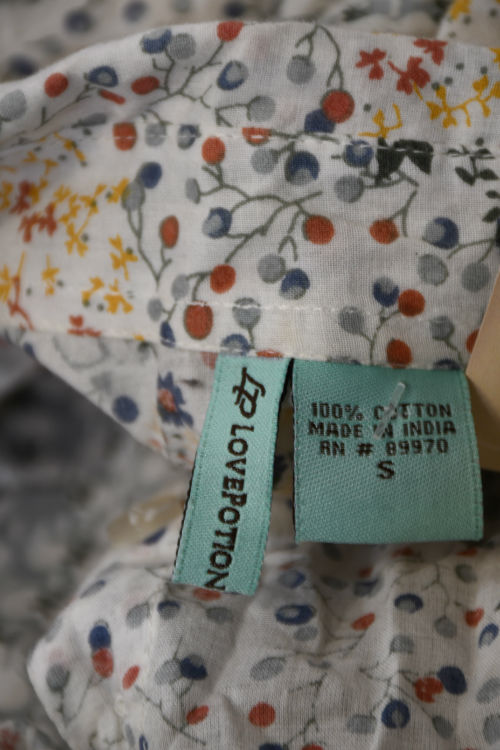 LP LOVEPOTION
100% COTTON
MADE IN INDIA
RN # 89970
S